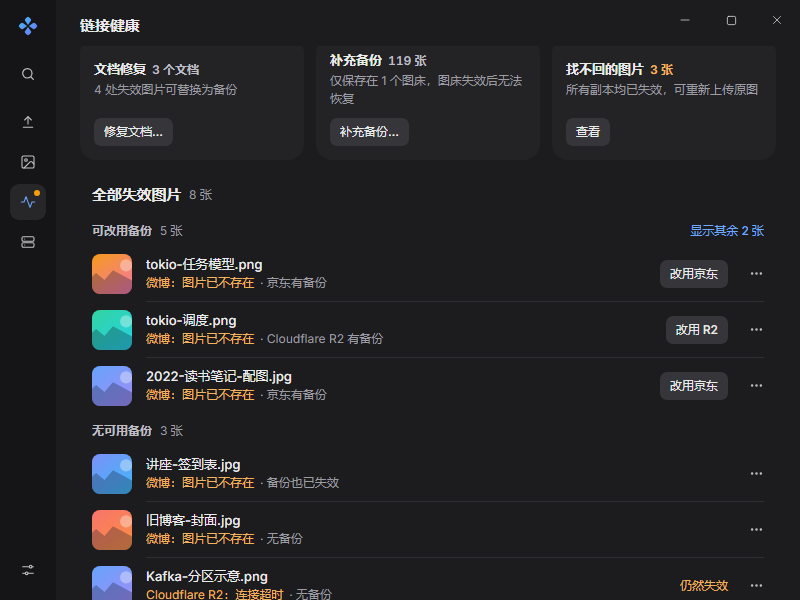 链接健康
文档修复 3 个文档
4 处失效图片可替换为备份
修复文档...
补充备份 119 张
仅保存在 1 个图床，图床失效后无法
恢复
补充备份...
找不回的图片 3 张
所有副本均已失效，可重新上传原图
查看
全部失效图片 8 张
可改用备份 5 张
显示其余 2 张
tokio-任务模型.png
微博：图片已不存在 · 京东有备份
改用京东
tokio-调度.png
微博：图片已不存在 · Cloudflare R2 有备份
改用 R2
2022-读书笔记-配图.jpg
微博：图片已不存在 · 京东有备份
改用京东
无可用备份 3 张
讲座-签到表.jpg
微博：图片已不存在 · 备份也已失效
旧博客-封面.jpg
微博：图片已不存在 · 无备份
Kafka-分区示意.png
Cloudflare R2：连接超时 · 无备份
仍然失效